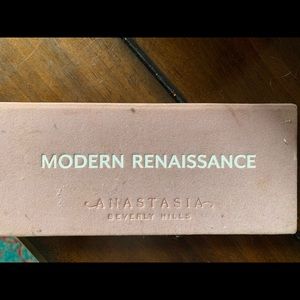 MODERN RENAISSANCE
ANASTASIA
BEVERLY HILLS